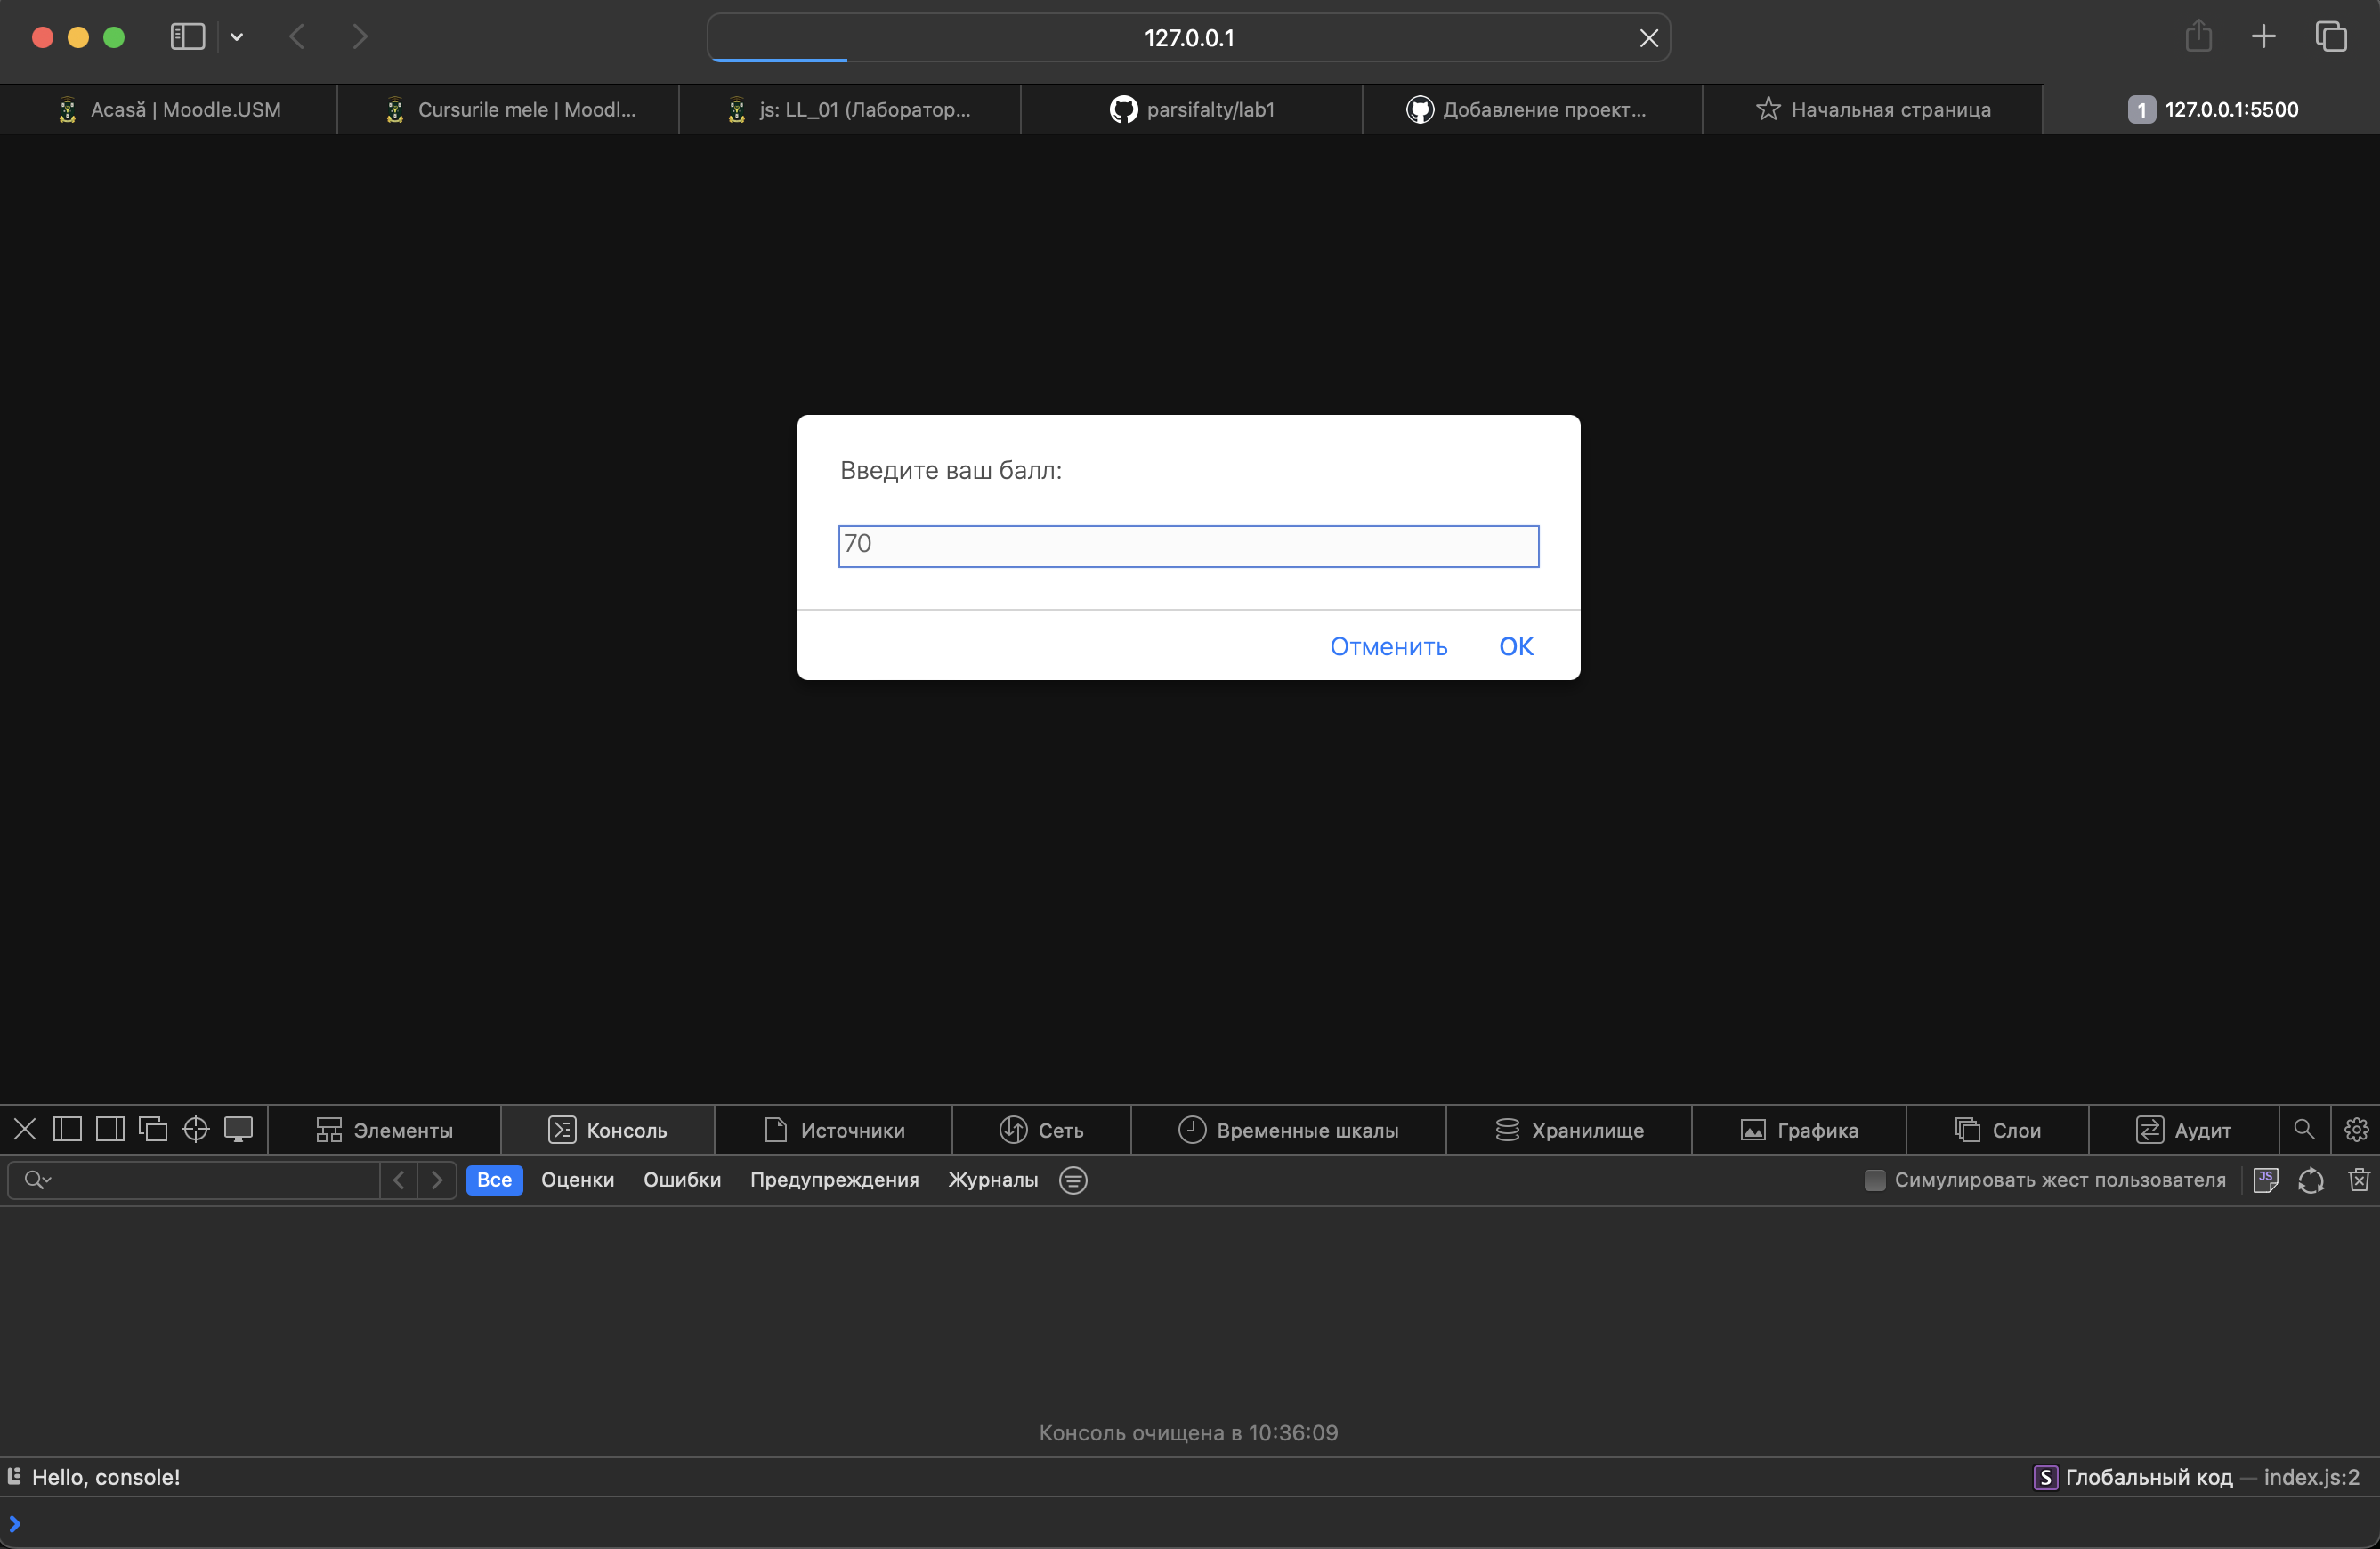 127.0.0.1
Acasă | Moodle.USM
Cursurile mele | Moodl...
js: LL_01 (Лаборатор...
parsifalty/lab1
Добавление проект...
Начальная страница
1 127.0.0.1:5500
Введите ваш балл:
70
Отменить OK
Элементы Консоль Источники Сеть Временные шкалы Хранилище Графика Слои Аудит
Все Оценки Ошибки Предупреждения Журналы Симулировать жест пользователя JS
Консоль очищена в 10:36:09
Hello, console! S Глобальный код — index.js:2